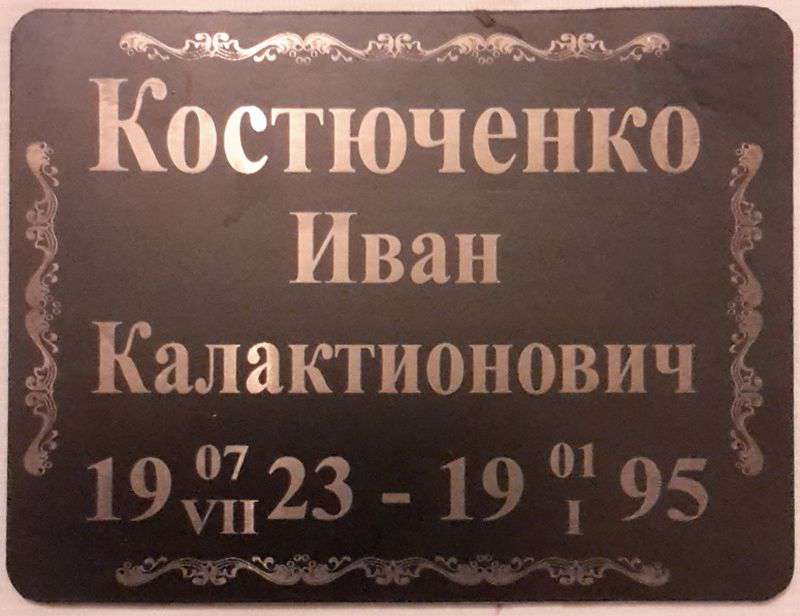 Костюченко
Иван
Калактионович
19 07 VII 23 - 19 01 I 95